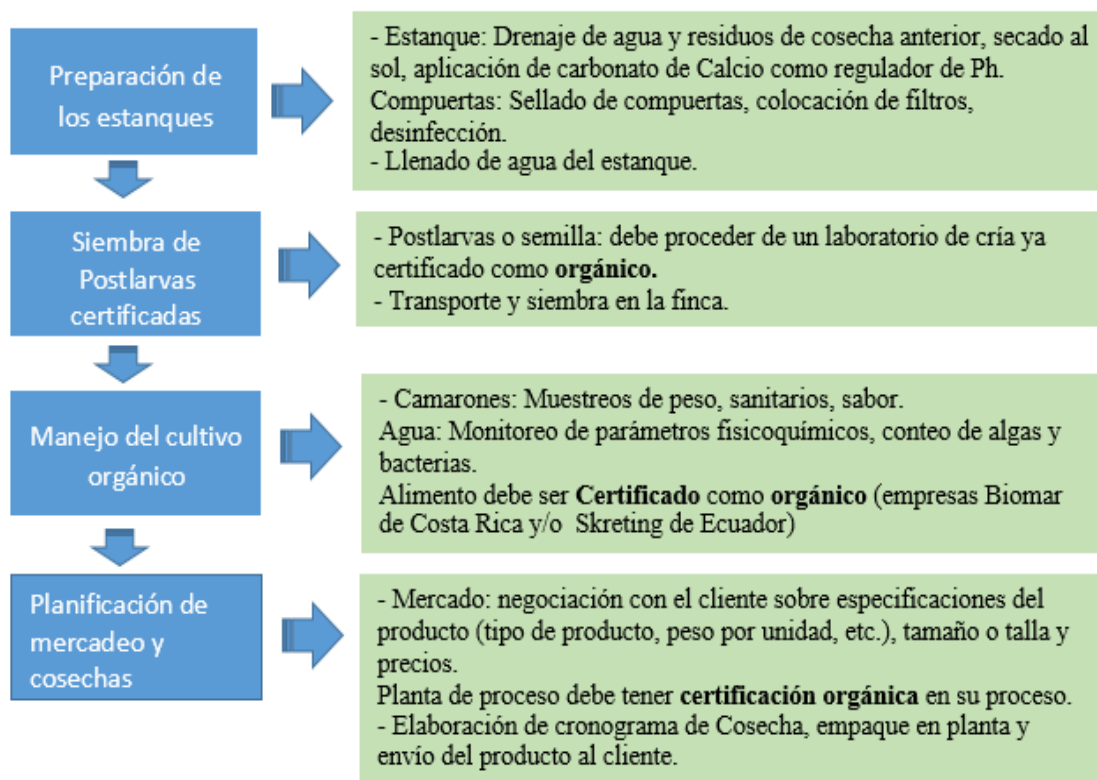 Preparación de
los estanques
- Estanque: Drenaje de agua y residuos de cosecha anterior, secado al
sol, aplicación de carbonato de Calcio como regulador de Ph.
Compuertas: Sellado de compuertas, colocación de filtros,
desinfección.
- Llenado de agua del estanque.
Siembra de
Postlarvas
certificadas
- Postlarvas o semilla: debe proceder de un laboratorio de cría ya
certificado como orgánico.
- Transporte y siembra en la finca.
Manejo del cultivo
orgánico
- Camarones: Muestreos de peso, sanitarios, sabor.
Agua: Monitoreo de parámetros fisicoquímicos, conteo de algas y
bacterias.
Alimento debe ser Certificado como orgánico (empresas Biomar
de Costa Rica y/o Skreting de Ecuador)
Planificación de
mercadeo y
cosechas
- Mercado: negociación con el cliente sobre especificaciones del
producto (tipo de producto, peso por unidad, etc.), tamaño o talla y
precios.
Planta de proceso debe tener certificación orgánica en su proceso.
- Elaboración de cronograma de Cosecha, empaque en planta y
envío del producto al cliente.